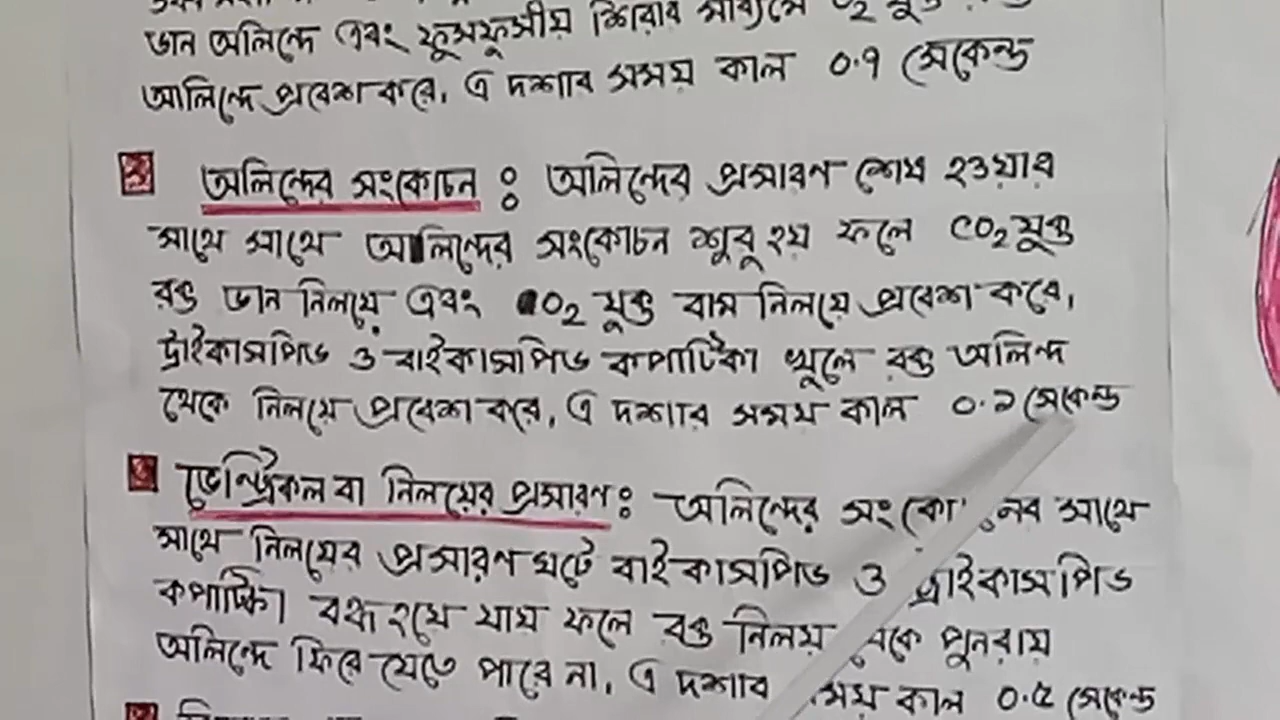 ডান অলিন্দে এবং ফুসফুসীয় শিরার মাধ্যমে O2
অলিন্দে প্রবেশ করে, এ দশার সময় কাল ০.৭ সেকেন্ড
২ অলিন্দের সংকোচন : অলিন্দের প্রসারণ শেষ হওয়ার
সাথে সাথে অলিন্দের সংকোচন শুরু হয় ফলে CO2 যুক্ত
রক্ত ডান নিলয়ে এবং O2 যুক্ত বাম নিলয়ে প্রবেশ করে,
ট্রাইকাসপিড ও বাইকাসপিড কপাটিকা খুলে রক্ত অলিন্দ
থেকে নিলয়ে প্রবেশ করে, এ দশার সময় কাল ০.১ সেকেন্ড
৩ ভেন্ট্রিকল বা নিলয়ের প্রসারণ : অলিন্দের
সাথে
সাথে নিলয়ের প্রসারণ ঘটে বাইকাসপিড ও ট্রাইকাসপিড
কপাটিকা বন্ধ হয়ে যায় ফলে রক্ত নিলয় পুনরায়
অলিন্দে ফিরে যেতে পারে না, এ দশার কাল ০.৫ সেকেন্ড